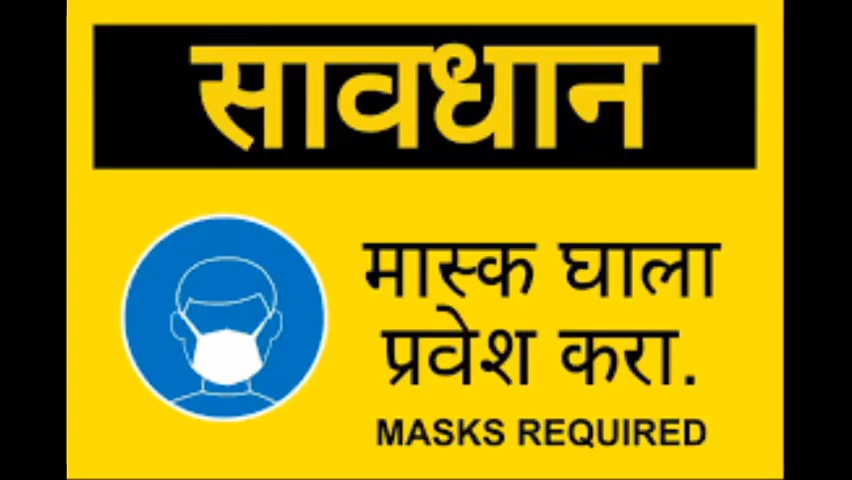 सावधान
मास्क घाला
प्रवेश करा.
MASKS REQUIRED